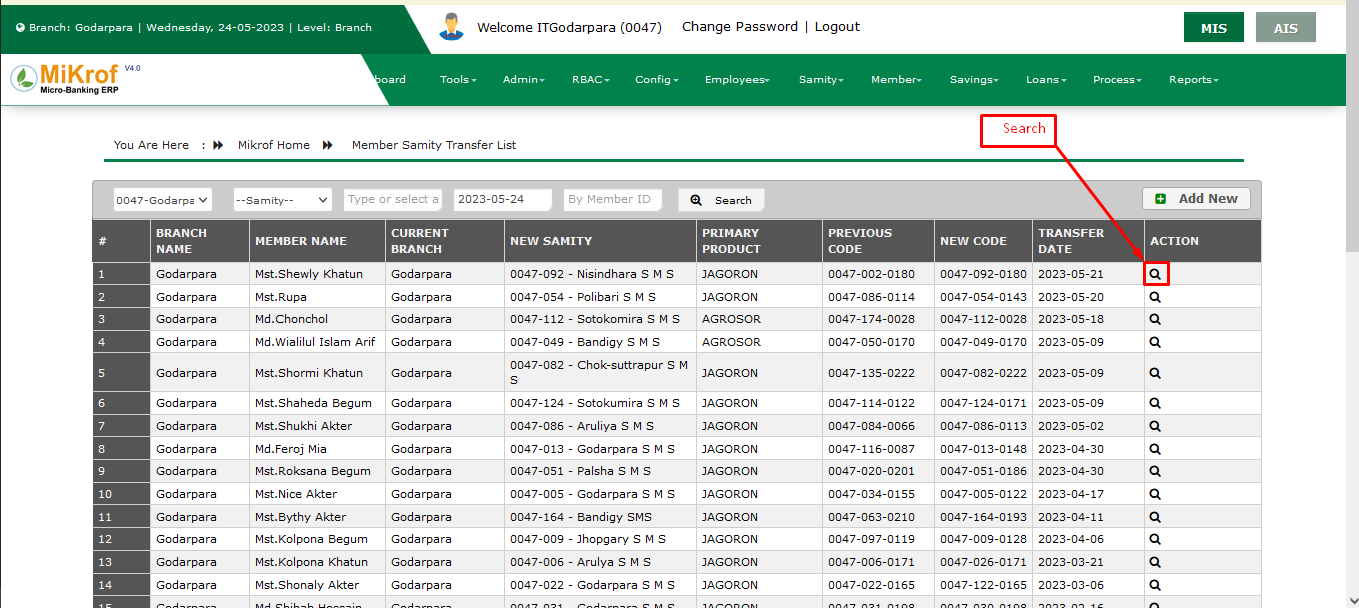 Branch: Godarpara | Wednesday, 24-05-2023 | Level: Branch
Welcome ITGodarpara (0047) Change Password | Logout
MIS AIS
MiKrof V4.0
Micro-Banking ERP
board Tools Admin RBAC Config Employees Samity Member Savings Loans Process Reports
Search
You Are Here : Mikrof Home Member Samity Transfer List
0047-Godarpa --Samity-- Type or select a 2023-05-24 By Member ID Search Add New
# BRANCH NAME MEMBER NAME CURRENT BRANCH NEW SAMITY PRIMARY PRODUCT PREVIOUS CODE NEW CODE TRANSFER DATE ACTION
1 Godarpara Mst.Shewly Khatun Godarpara 0047-092 - Nisindhara S M S JAGORON 0047-002-0180 0047-092-0180 2023-05-21
2 Godarpara Mst.Rupa Godarpara 0047-054 - Polibari S M S JAGORON 0047-086-0114 0047-054-0143 2023-05-20
3 Godarpara Md.Chonchol Godarpara 0047-112 - Sotokomira S M S AGROSOR 0047-174-0028 0047-112-0028 2023-05-18
4 Godarpara Md.Wialilul Islam Arif Godarpara 0047-049 - Bandigy S M S AGROSOR 0047-050-0170 0047-049-0170 2023-05-09
5 Godarpara Mst.Shormi Khatun Godarpara 0047-082 - Chok-suttrapur S M S JAGORON 0047-135-0222 0047-082-0222 2023-05-09
6 Godarpara Mst.Shaheda Begum Godarpara 0047-124 - Sotokumira S M S JAGORON 0047-114-0122 0047-124-0171 2023-05-09
7 Godarpara Mst.Shukhi Akter Godarpara 0047-086 - Aruliya S M S JAGORON 0047-084-0066 0047-086-0113 2023-05-02
8 Godarpara Md.Feroj Mia Godarpara 0047-013 - Godarpara S M S JAGORON 0047-116-0087 0047-013-0148 2023-04-30
9 Godarpara Mst.Roksana Begum Godarpara 0047-051 - Palsha S M S JAGORON 0047-020-0201 0047-051-0186 2023-04-30
10 Godarpara Mst.Nice Akter Godarpara 0047-005 - Godarpara S M S JAGORON 0047-034-0155 0047-005-0122 2023-04-17
11 Godarpara Mst.Bythy Akter Godarpara 0047-164 - Bandigy SMS JAGORON 0047-063-0210 0047-164-0193 2023-04-11
12 Godarpara Mst.Kolpona Begum Godarpara 0047-009 - Jhopgary S M S JAGORON 0047-097-0119 0047-009-0128 2023-04-06
13 Godarpara Mst.Kolpona Khatun Godarpara 0047-006 - Arulya S M S JAGORON 0047-006-0171 0047-026-0171 2023-03-21
14 Godarpara Mst.Shonaly Akter Godarpara 0047-022 - Godarpara S M S JAGORON 0047-022-0165 0047-122-0165 2023-03-06
15 Godarpara Md.Shihab Hossain Godarpara 0047-031 - Godarpara S M S JAGORON